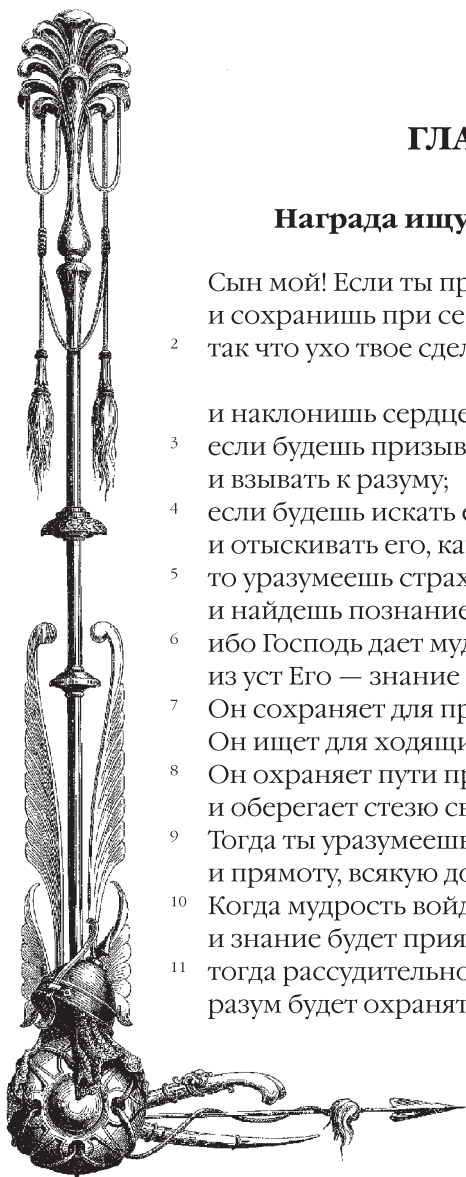 ГЛА
Награда ищу
Сын мой! Если ты пр
и сохранишь при се
2 так что ухо твое сдел
и наклонишь сердце
3 если будешь призыв
и взывать к разуму;
4 если будешь искать е
и отыскивать его, ка
5 то уразумеешь страх
и найдешь познание
6 ибо Господь дает муд
из уст Его — знание
7 Он сохраняет для пр
Он ищет для ходящи
8 Он охраняет пути пр
и оберегает стезю св
9 Тогда ты уразумеешь
и прямоту, всякую до
10 Когда мудрость войд
и знание будет прия
11 тогда рассудительно
разум будет охранят